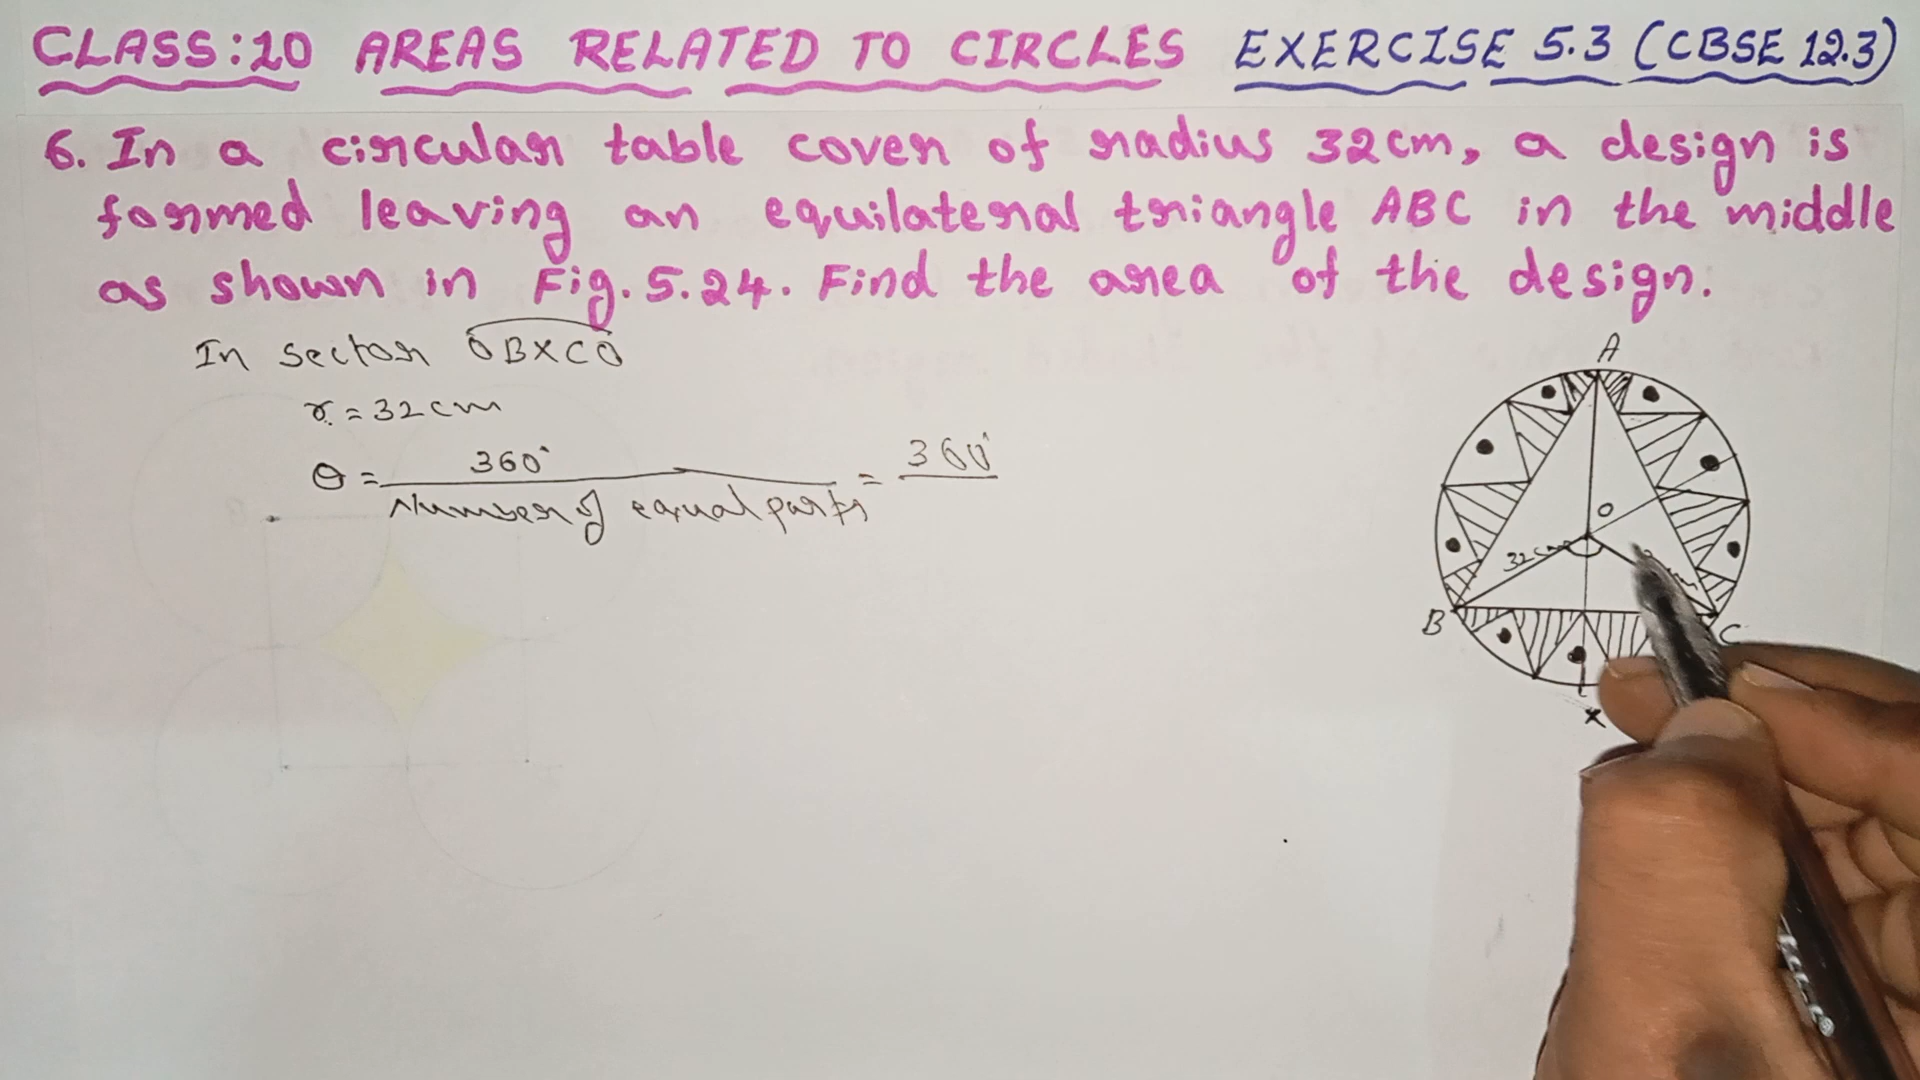 CLASS:10 AREAS RELATED TO CIRCLES EXERCISE 5.3 (CBSE 12.3)
6. In a circular table cover of radius 32cm, a design is
formed leaving an equilateral triangle ABC in the middle
as shown in Fig. 5.24. Find the area of the design.
In sector OBXCO
r = 32cm
θ = 360° / Number of equal parts = 360°
A
O
32cm
B
C
X